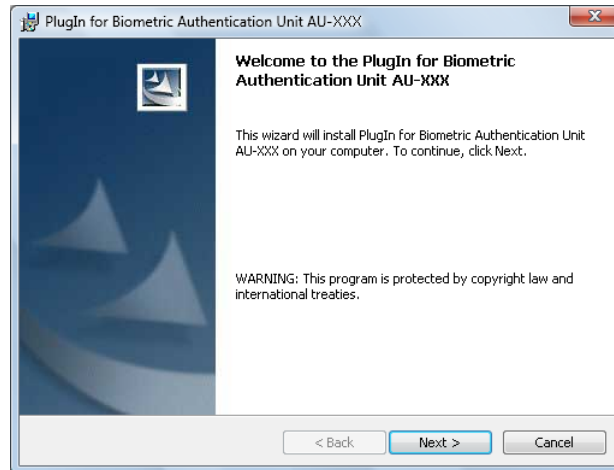 PlugIn for Biometric Authentication Unit AU-XXX
Welcome to the PlugIn for Biometric
Authentication Unit AU-XXX
This wizard will install PlugIn for Biometric Authentication Unit
AU-XXX on your computer. To continue, click Next.
WARNING: This program is protected by copyright law and
international treaties.
< Back Next > Cancel